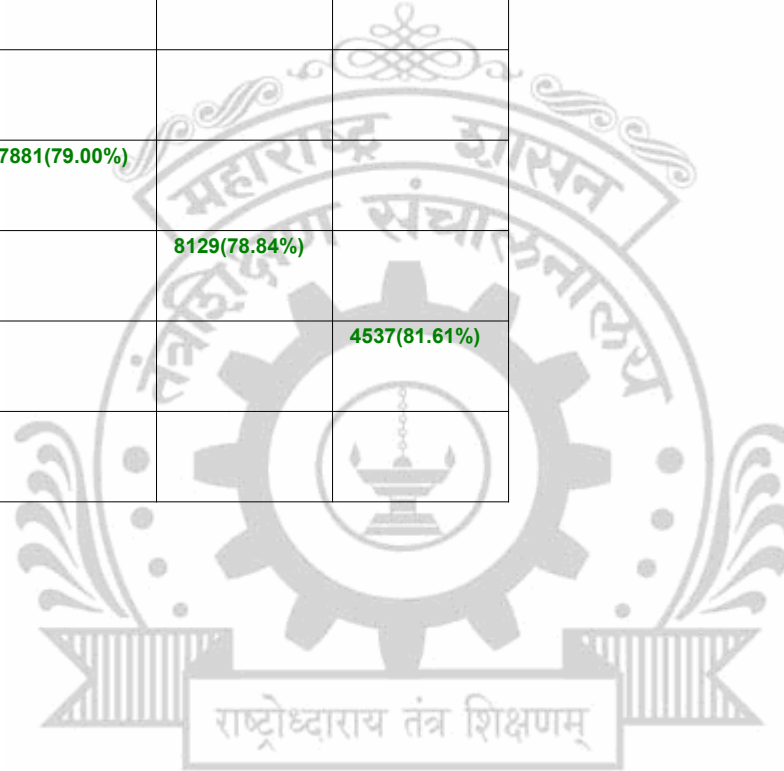 महाराष्ट्र शासन
7881(79.00%)
तंत्रशिक्षण संचालनालय
8129(78.84%)
4537(81.61%)
राष्ट्रोध्दाराय तंत्र शिक्षणम्